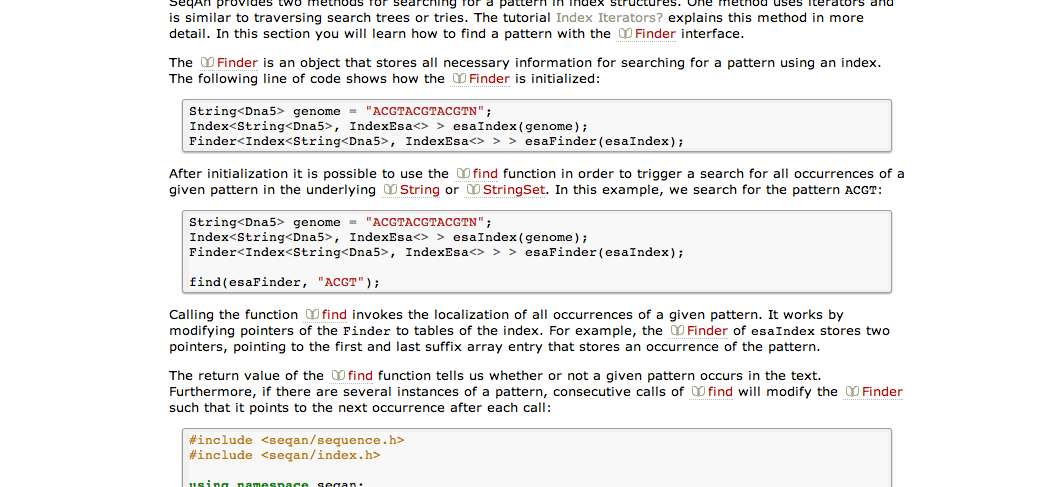 SeqAn provides two methods for searching for a pattern in index structures. One method uses iterators and
is similar to traversing search trees or tries. The tutorial Index Iterators? explains this method in more
detail. In this section you will learn how to find a pattern with the Finder interface.
The Finder is an object that stores all necessary information for searching for a pattern using an index.
The following line of code shows how the Finder is initialized:
String<Dna5> genome = "ACGTACGTACGTN";
Index<String<Dna5>, IndexEsa<> > esaIndex(genome);
Finder<Index<String<Dna5>, IndexEsa<> > > esaFinder(esaIndex);
After initialization it is possible to use the find function in order to trigger a search for all occurrences of a
given pattern in the underlying String or StringSet. In this example, we search for the pattern ACGT:
String<Dna5> genome = "ACGTACGTACGTN";
Index<String<Dna5>, IndexEsa<> > esaIndex(genome);
Finder<Index<String<Dna5>, IndexEsa<> > > esaFinder(esaIndex);
find(esaFinder, "ACGT");
Calling the function find invokes the localization of all occurrences of a given pattern. It works by
modifying pointers of the Finder to tables of the index. For example, the Finder of esaIndex stores two
pointers, pointing to the first and last suffix array entry that stores an occurrence of the pattern.
The return value of the find function tells us whether or not a given pattern occurs in the text.
Furthermore, if there are several instances of a pattern, consecutive calls of find will modify the Finder
such that it points to the next occurrence after each call:
#include <seqan/sequence.h>
#include <seqan/index.h>
using namespace seqan;